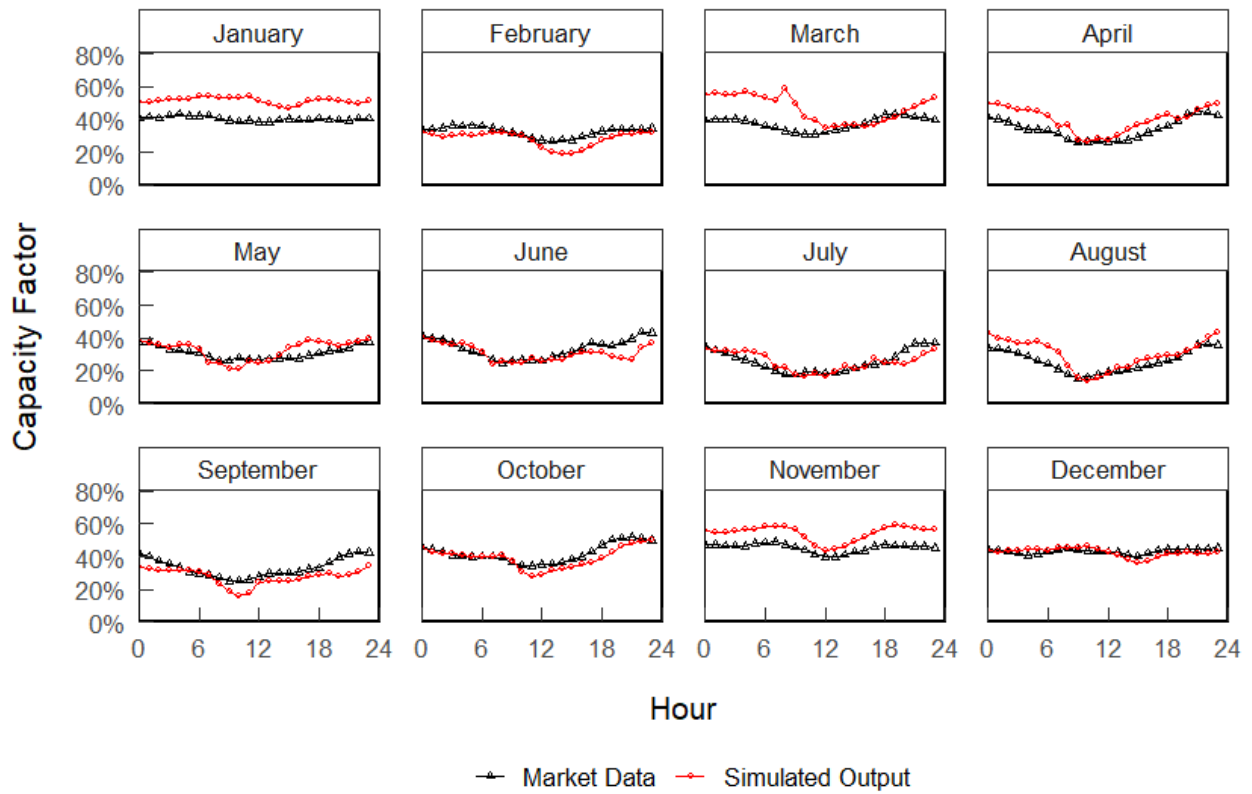 January February March April
80%
60%
40%
20%
0%
May June July August
80%
60%
40%
20%
0%
September October November December
80%
60%
40%
20%
0%
0 6 12 18 24 0 6 12 18 24 0 6 12 18 24 0 6 12 18 24
Capacity Factor
Hour
Market Data Simulated Output